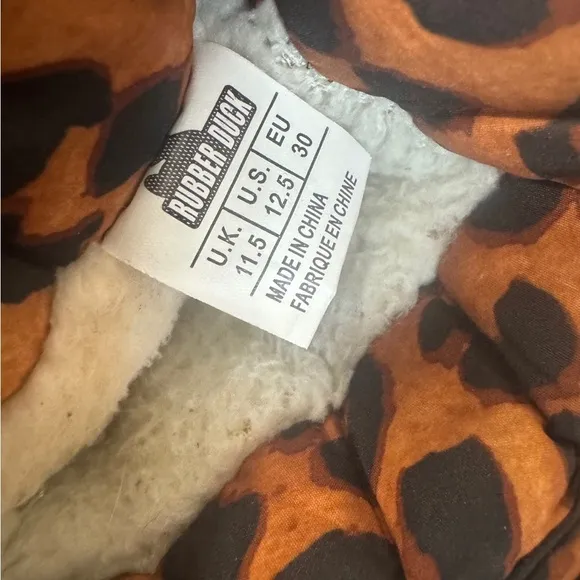 RUBBER DUCK
U.K. U.S. EU
11.5 12.5 30
MADE IN CHINA
FABRIQUE EN CHINE